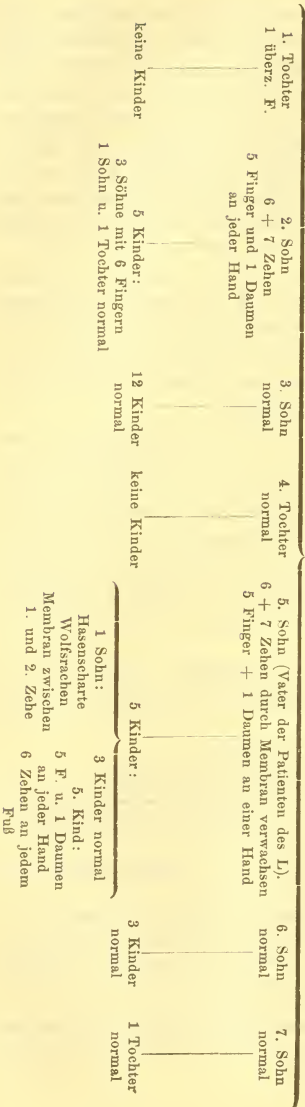 1. Tochter
1 überz. F.
keine Kinder
2. Sohn
6 + 7 Zehen
5 Finger und 1 Daumen
an jeder Hand
5 Kinder:
3 Söhne mit 6 Fingern
1 Sohn u. 1 Tochter normal
3. Sohn
normal
12 Kinder
normal
4. Tochter
normal
keine Kinder
5. Sohn (Vater der Patienten des L).
6 + 7 Zehen durch Membran verwachsen
5 Finger + 1 Daumen an einer Hand
5 Kinder:
1 Sohn:
Hasenscharte
Wolfsrachen
Membran zwischen
1. und 2. Zehe
3 Kinder normal
5. Kind:
5 F. u. 1 Daumen
an jeder Hand
6 Zehen an jedem
Fuß
6. Sohn
normal
3 Kinder
normal
7. Sohn
normal
1 Tochter
normal